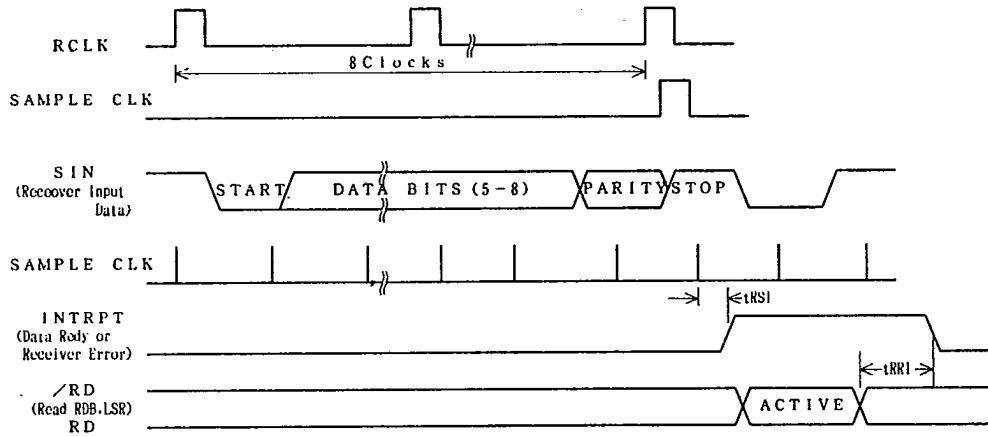 RCLK
8Clocks
SAMPLE CLK
SIN
(Recoover Input
Data)
START DATA BITS (5-8) PARITY STOP
SAMPLE CLK
tRSI
INTRPT
(Data Redy or
Receiver Error)
tRRI
/RD
(Read RDB.LSR)
RD
ACTIVE